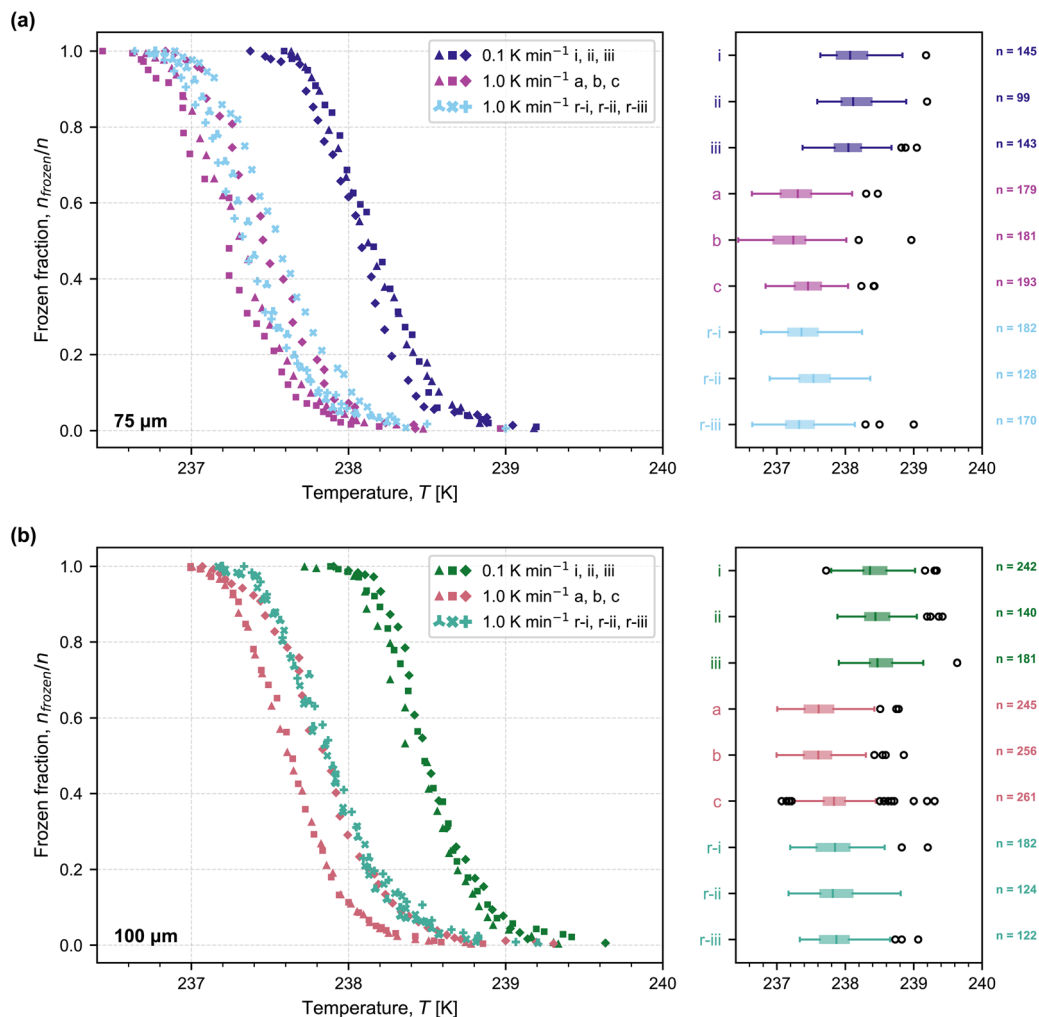 (a)
1.0
0.8
0.6
0.4
0.2
0.0
Frozen fraction, n_frozen/n
0.1 K min⁻¹ i, ii, iii
1.0 K min⁻¹ a, b, c
1.0 K min⁻¹ r-i, r-ii, r-iii
75 µm
237 238 239 240
Temperature, T [K]
i n = 145
ii n = 99
iii n = 143
a n = 179
b n = 181
c n = 193
r-i n = 182
r-ii n = 128
r-iii n = 170
237 238 239 240
(b)
1.0
0.8
0.6
0.4
0.2
0.0
Frozen fraction, n_frozen/n
0.1 K min⁻¹ i, ii, iii
1.0 K min⁻¹ a, b, c
1.0 K min⁻¹ r-i, r-ii, r-iii
100 µm
237 238 239 240
Temperature, T [K]
i n = 242
ii n = 140
iii n = 181
a n = 245
b n = 256
c n = 261
r-i n = 182
r-ii n = 124
r-iii n = 122
237 238 239 240